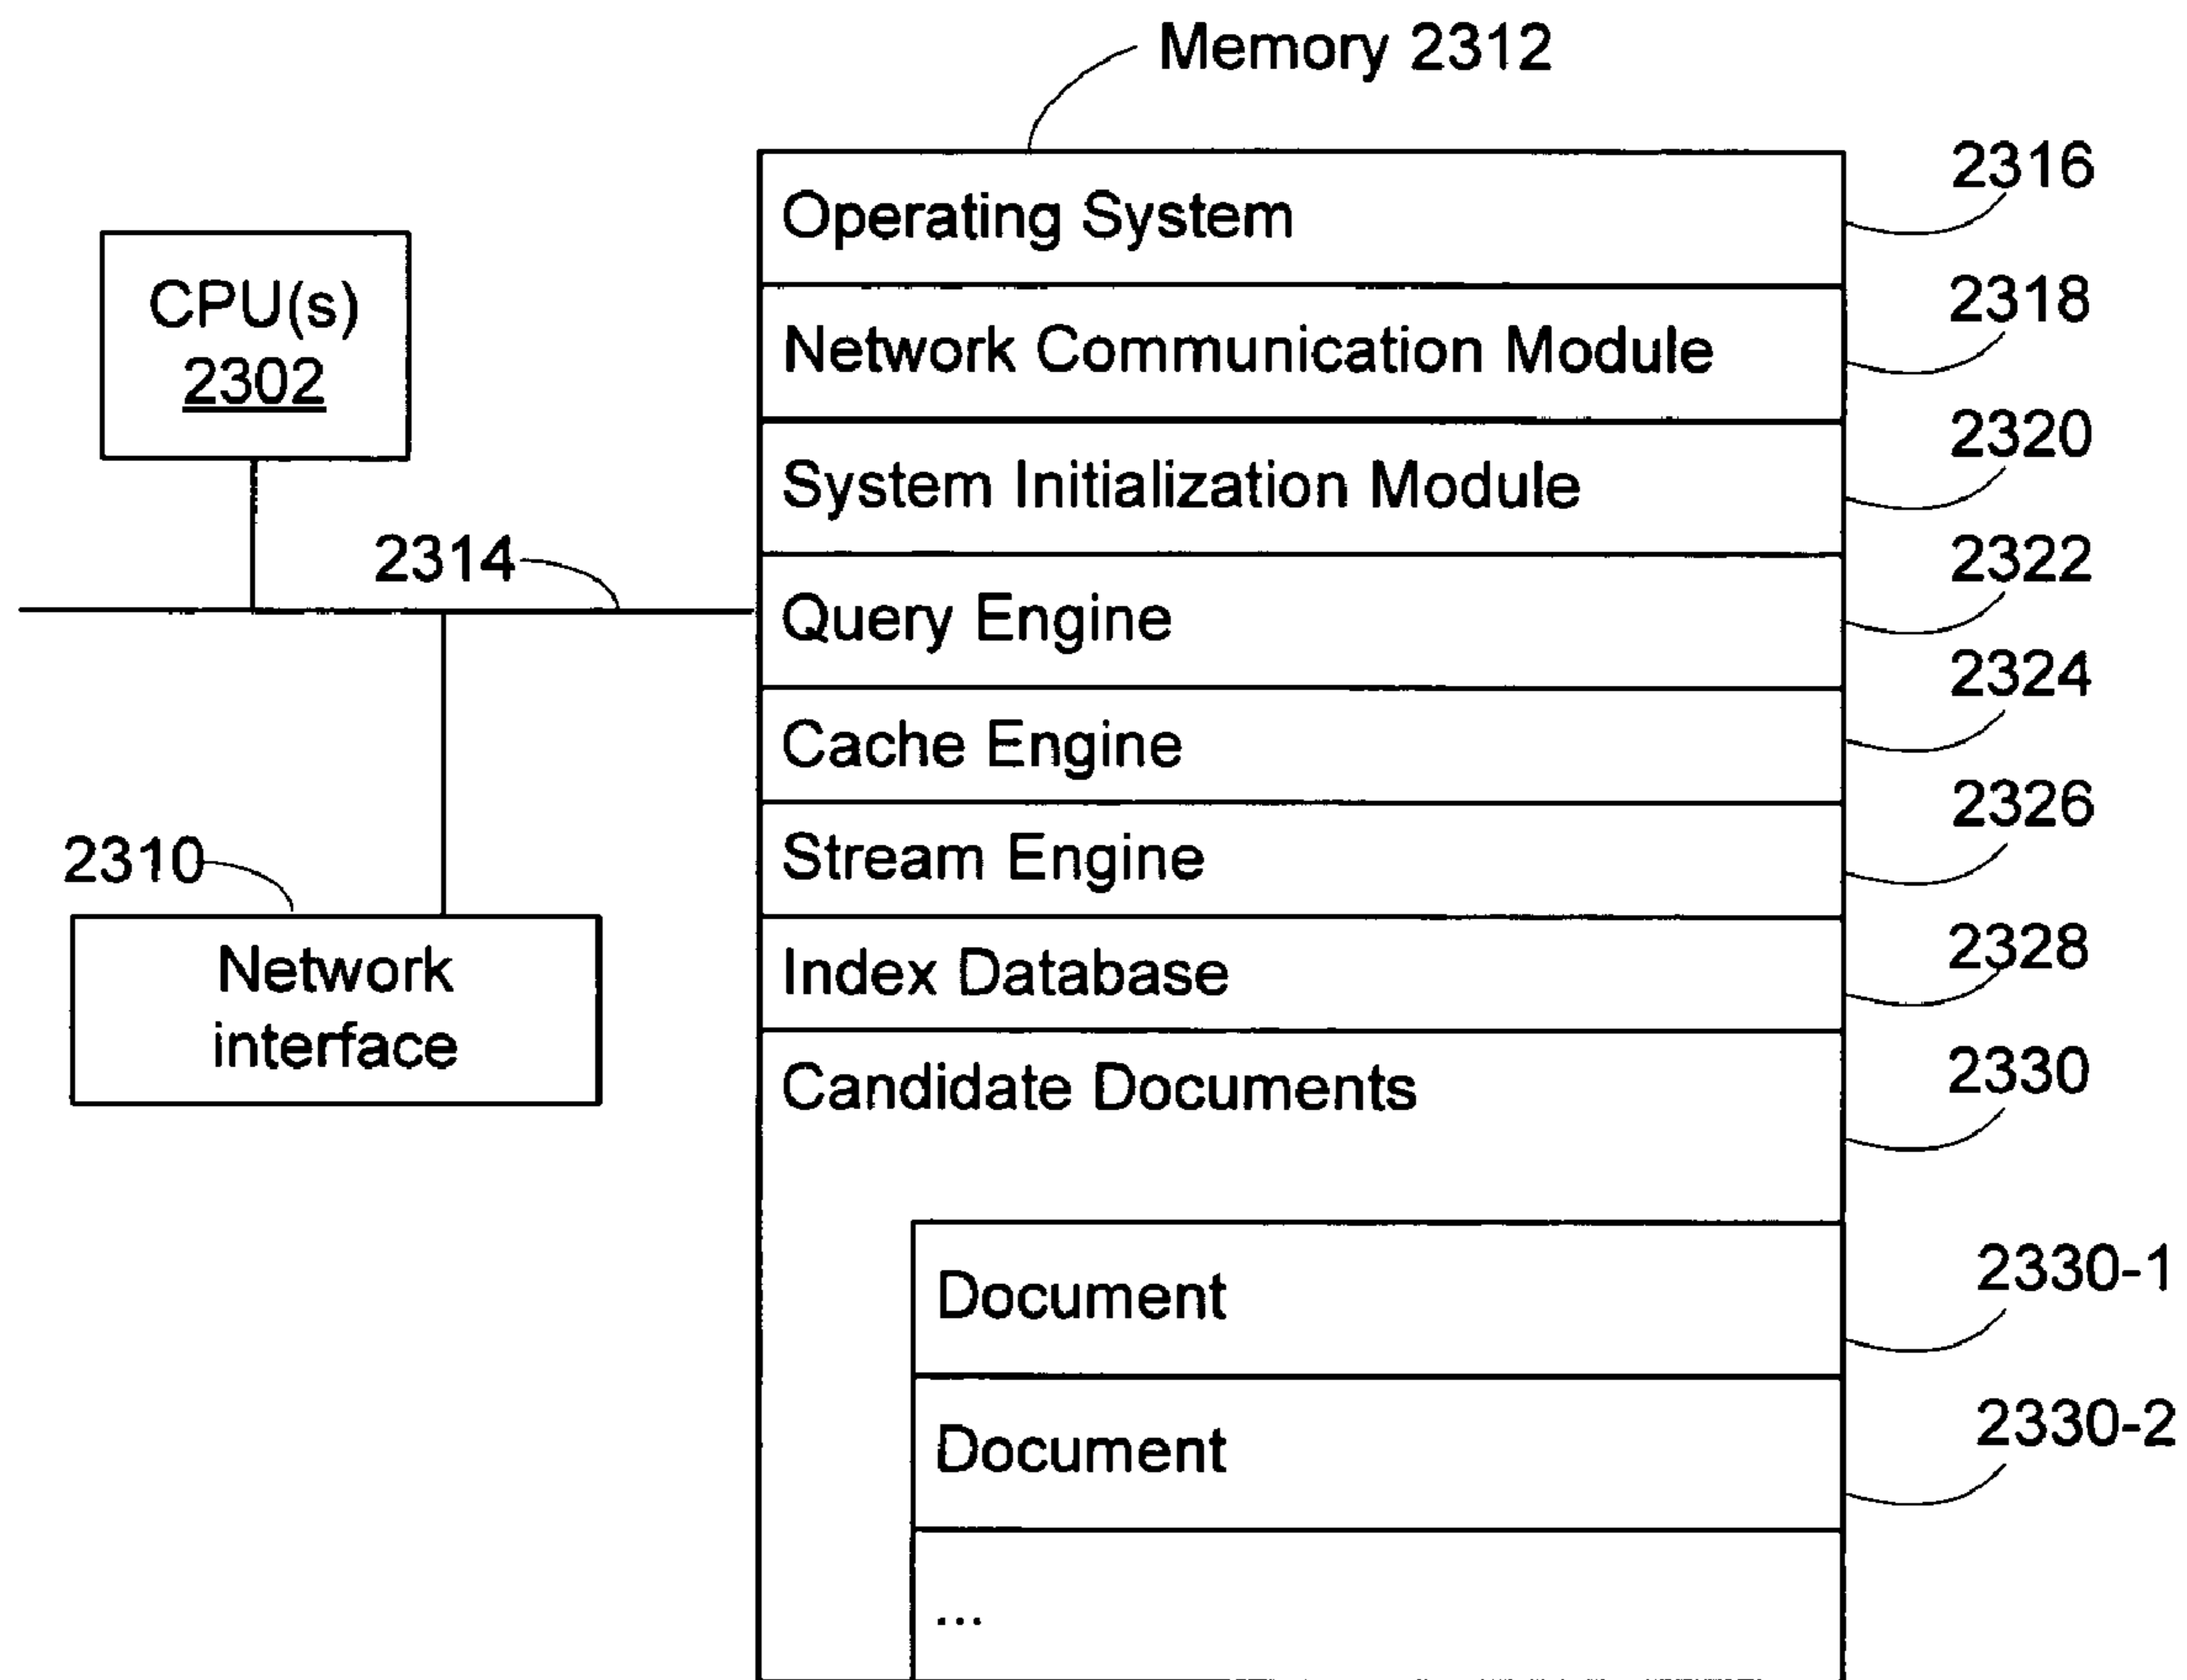 Memory 2312
Operating System
2316
CPU(s)
2302
Network Communication Module
2318
System Initialization Module
2320
2314
Query Engine
2322
Cache Engine
2324
Stream Engine
2326
2310
Network
interface
Index Database
2328
Candidate Documents
2330
Document
2330-1
Document
2330-2
...